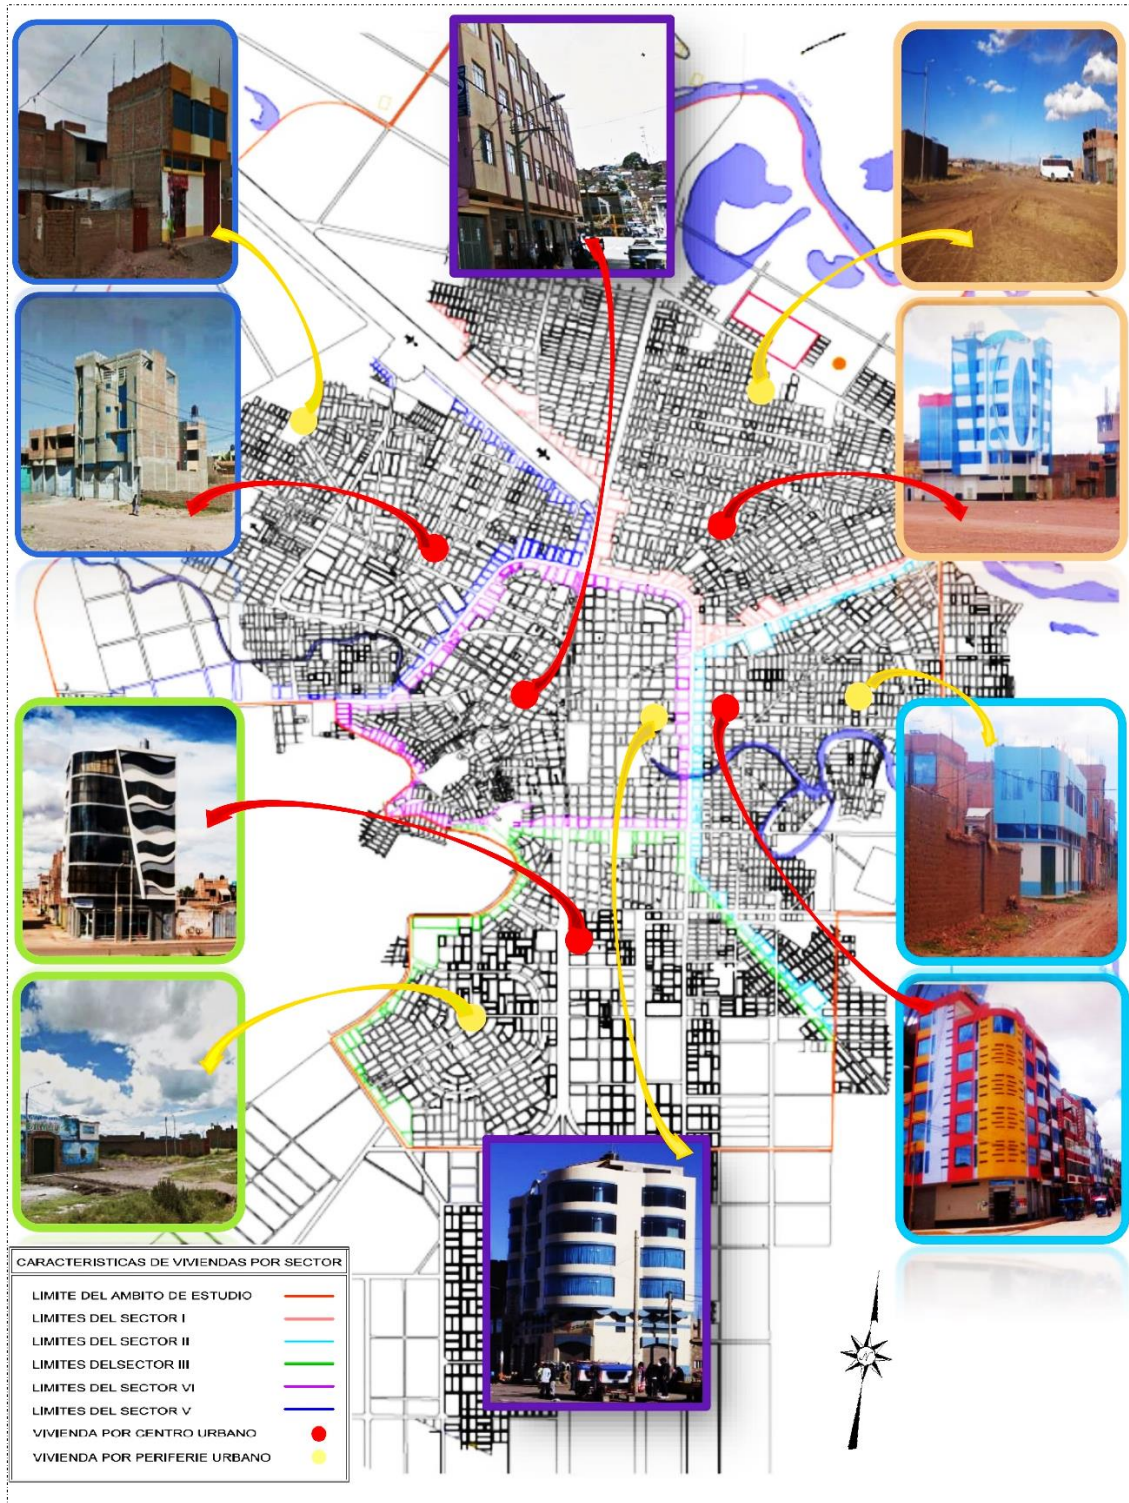 CARACTERISTICAS DE VIVIENDAS POR SECTOR
LIMITE DEL AMBITO DE ESTUDIO
LIMITES DEL SECTOR I
LIMITES DEL SECTOR II
LIMITES DELSECTOR III
LIMITES DEL SECTOR VI
LIMITES DEL SECTOR V
VIVIENDA POR CENTRO URBANO
VIVIENDA POR PERIFERIE URBANO
N